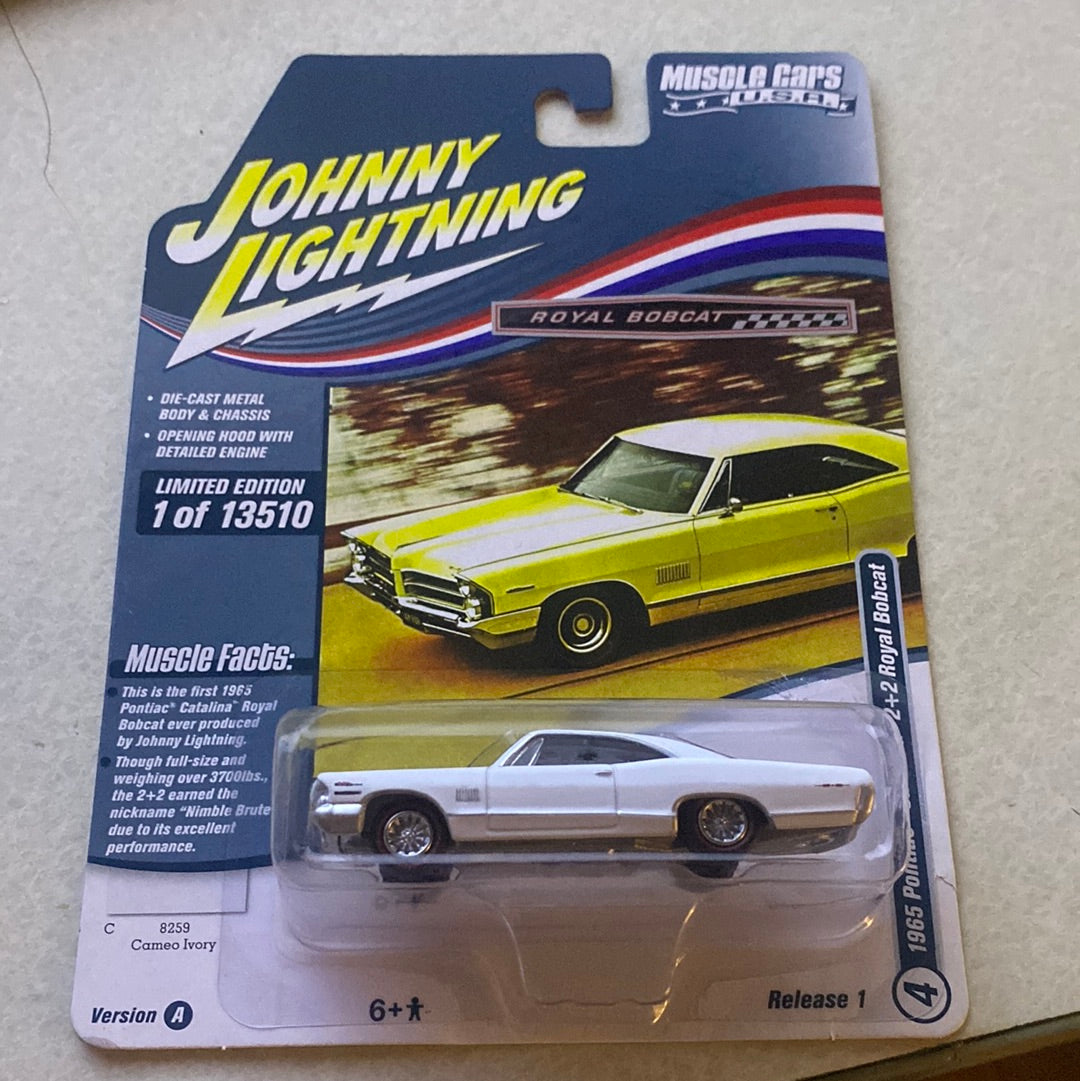 Muscle Cars
U.S.A.
JOHNNY
LIGHTNING
ROYAL BOBCAT
• DIE-CAST METAL
BODY & CHASSIS
• OPENING HOOD WITH
DETAILED ENGINE
LIMITED EDITION
1 of 13510
Muscle Facts:
• This is the first 1965
Pontiac® Catalina™ Royal
Bobcat ever produced
by Johnny Lightning.
• Though full-size and
weighing over 3700lbs.,
the 2+2 earned the
nickname "Nimble Brute
due to its excellent
performance.
C 8259
Cameo Ivory
Version A
6+
Release 1
4
1965 Pontiac 2+2 Royal Bobcat